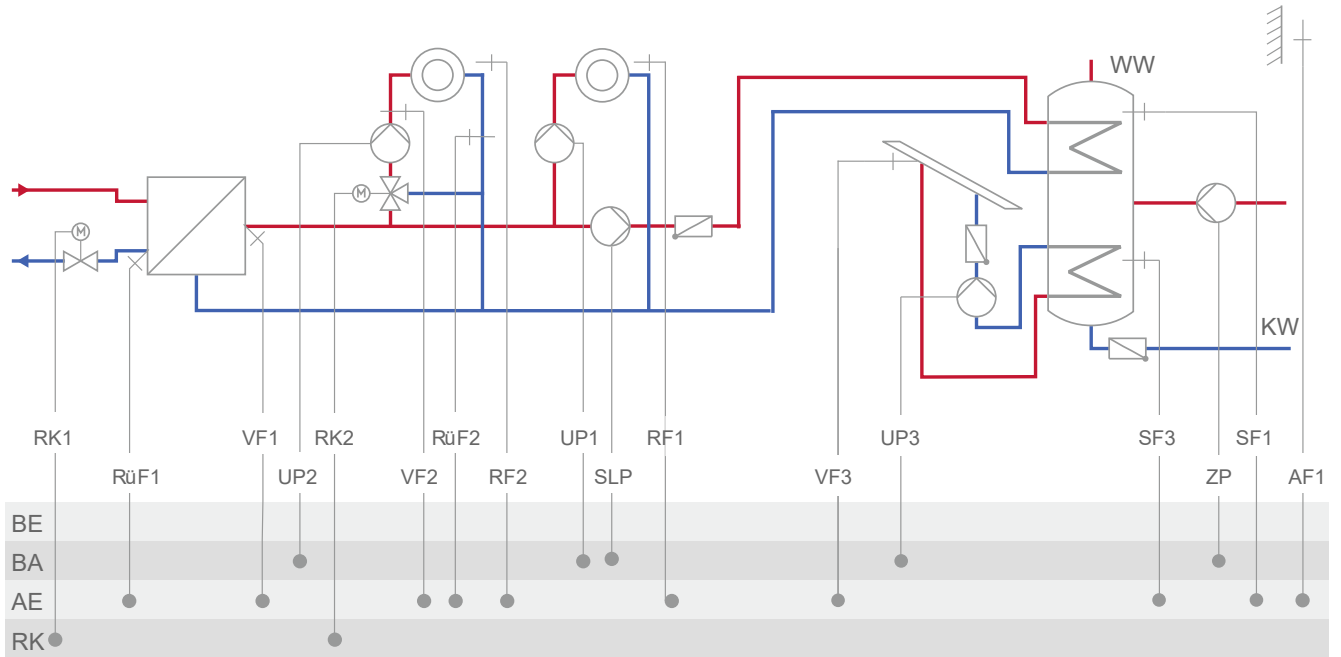 WW
M
M
KW
RK1 VF1 RK2 RüF2 UP1 RF1 UP3 SF3 SF1
RüF1 UP2 VF2 RF2 SLP VF3 ZP AF1
BE
BA
AE
RK